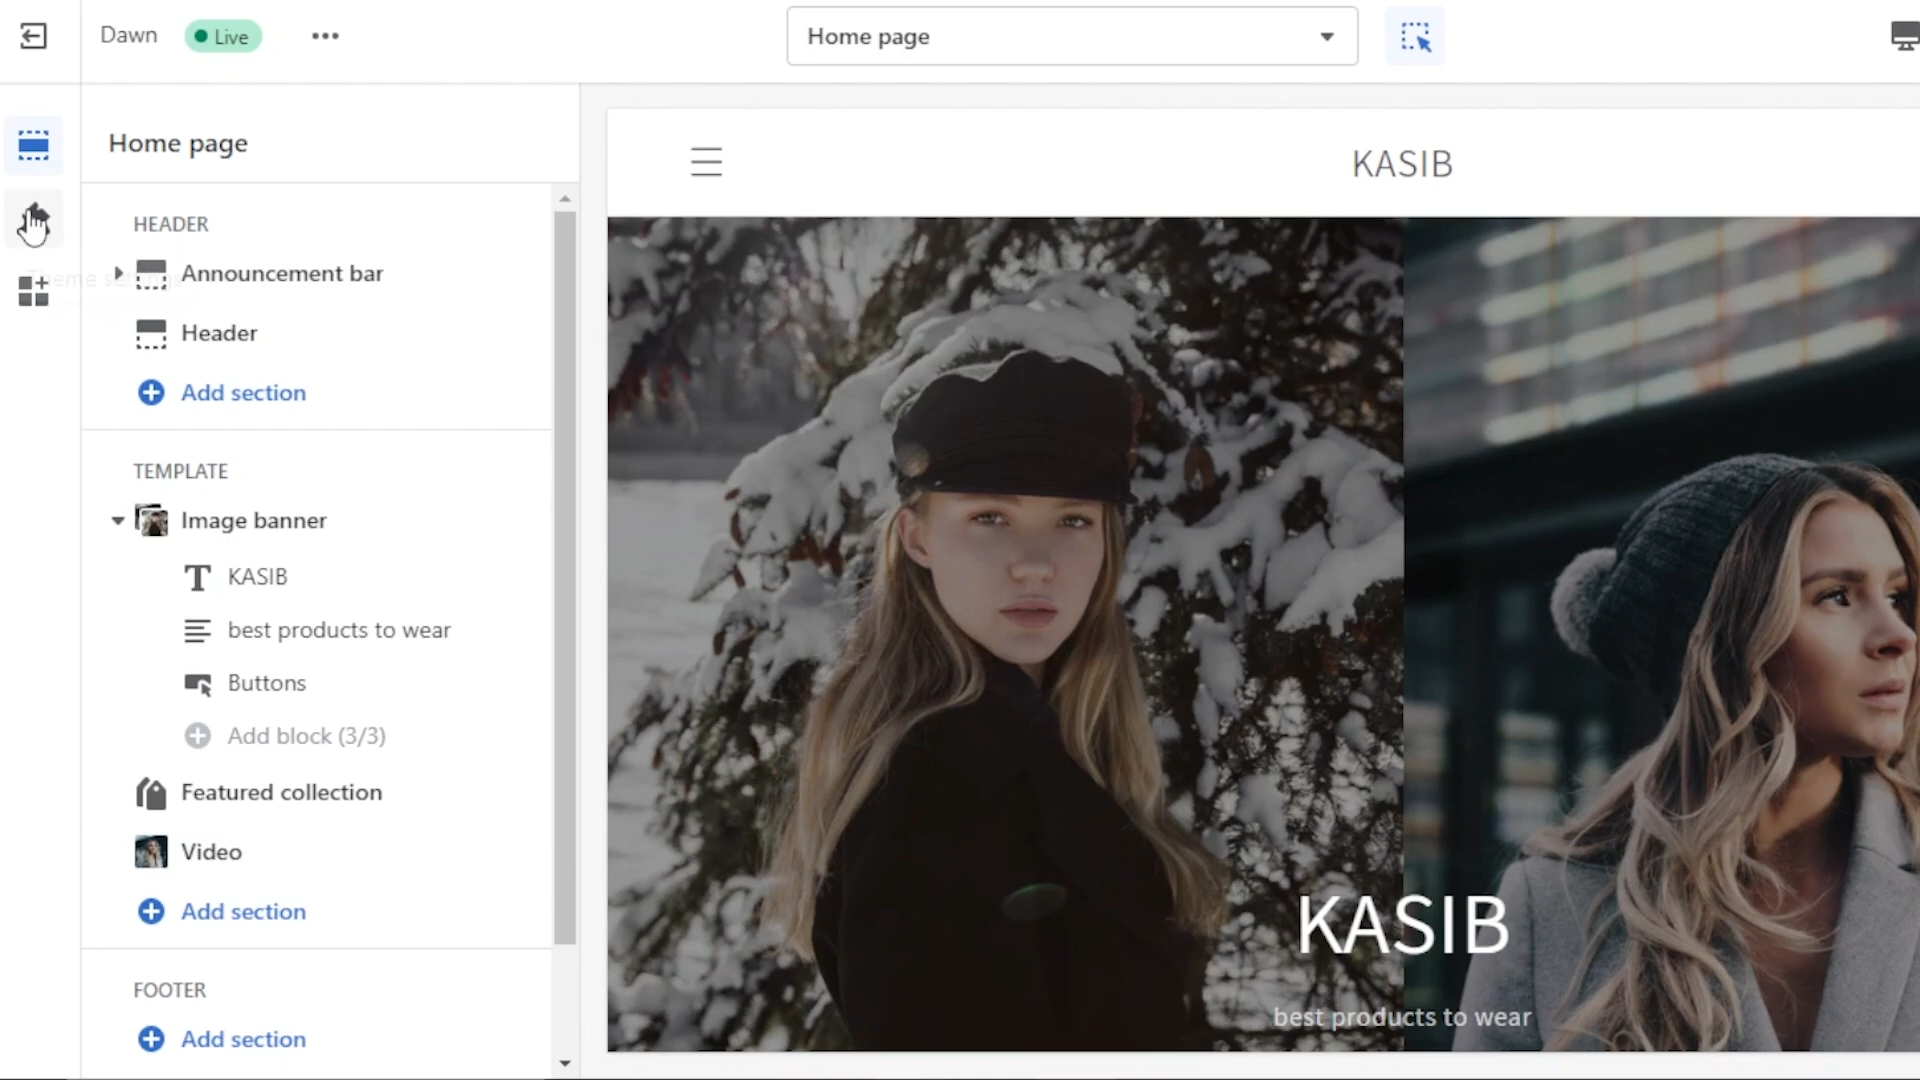 Dawn Live Home page
Home page
KASIB
HEADER
Announcement bar
Header
Add section
TEMPLATE
Image banner
KASIB
best products to wear
Buttons
Add block (3/3)
Featured collection
Video
Add section
KASIB
best products to wear
FOOTER
Add section